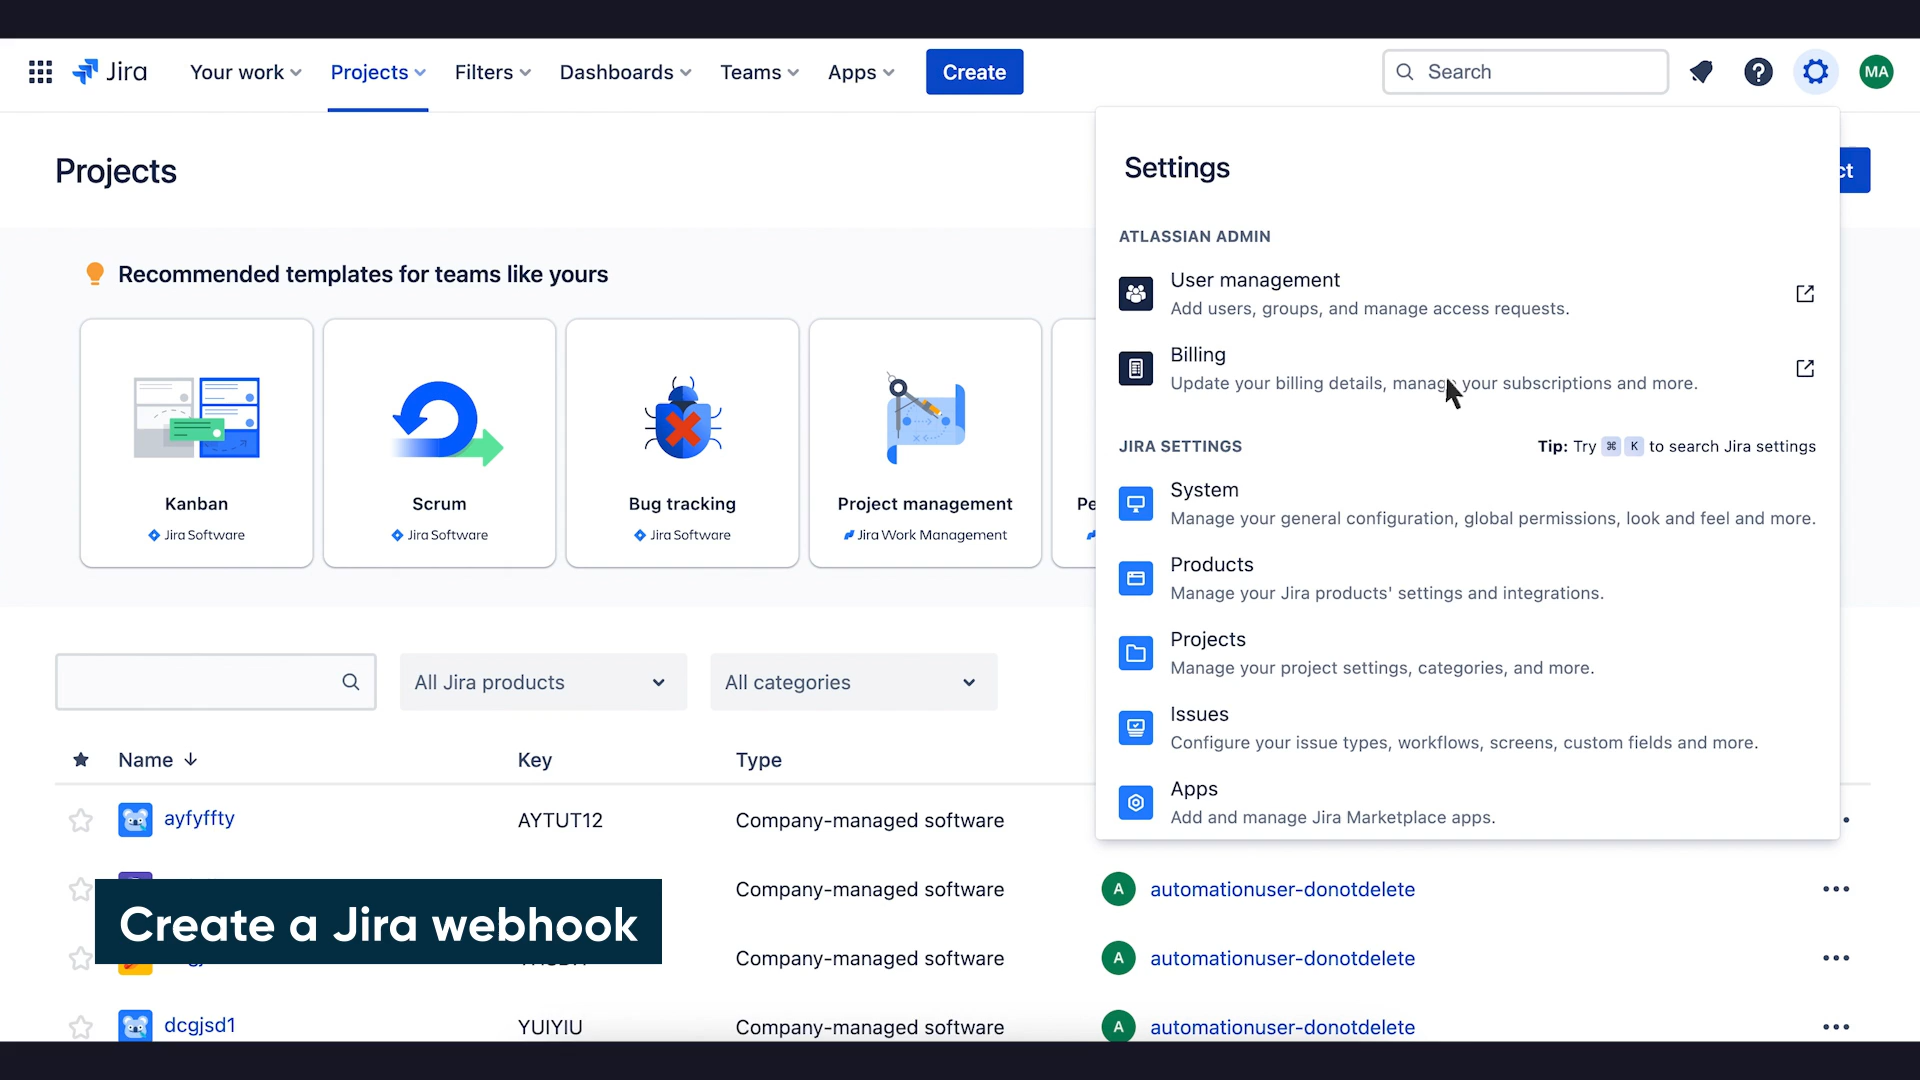 Jira
Your work
Projects
Filters
Dashboards
Teams
Apps
Create
Search
MA
Projects
ct
Recommended templates for teams like yours
Kanban
Jira Software
Scrum
Jira Software
Bug tracking
Jira Software
Project management
Jira Work Management
Pe
Settings
ATLASSIAN ADMIN
User management
Add users, groups, and manage access requests.
Billing
Update your billing details, manage your subscriptions and more.
JIRA SETTINGS
Tip: Try ⌘ K to search Jira settings
System
Manage your general configuration, global permissions, look and feel and more.
Products
Manage your Jira products' settings and integrations.
Projects
Manage your project settings, categories, and more.
Issues
Configure your issue types, workflows, screens, custom fields and more.
Apps
Add and manage Jira Marketplace apps.
All Jira products
All categories
Name
Key
Type
ayfyffty
AYTUT12
Company-managed software
Company-managed software
A
automationuser-donotdelete
Create a Jira webhook
Company-managed software
A
automationuser-donotdelete
dcgjsd1
YUIYIU
Company-managed software
A
automationuser-donotdelete